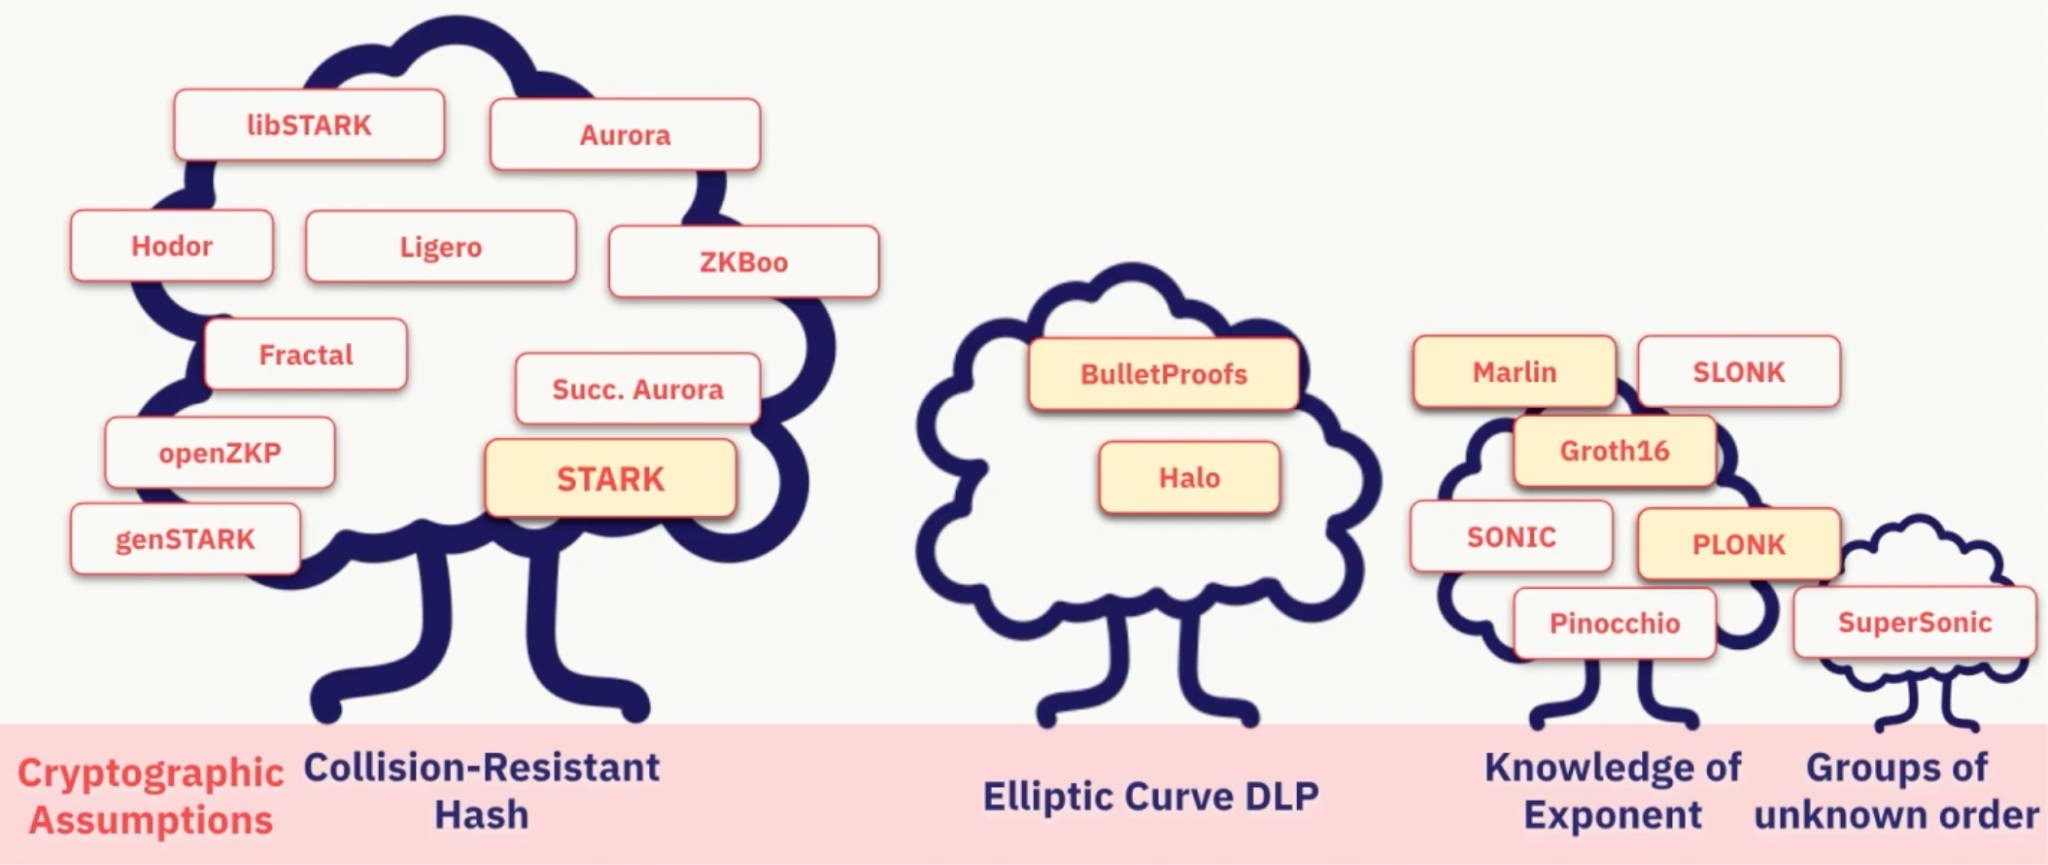 libSTARK
Aurora
Hodor
Ligero
ZKBoo
Fractal
Succ. Aurora
openZKP
STARK
genSTARK
BulletProofs
Halo
Marlin
SLONK
Groth16
SONIC
PLONK
Pinocchio
SuperSonic
Cryptographic
Assumptions
Collision-Resistant
Hash
Elliptic Curve DLP
Knowledge of
Exponent
Groups of
unknown order